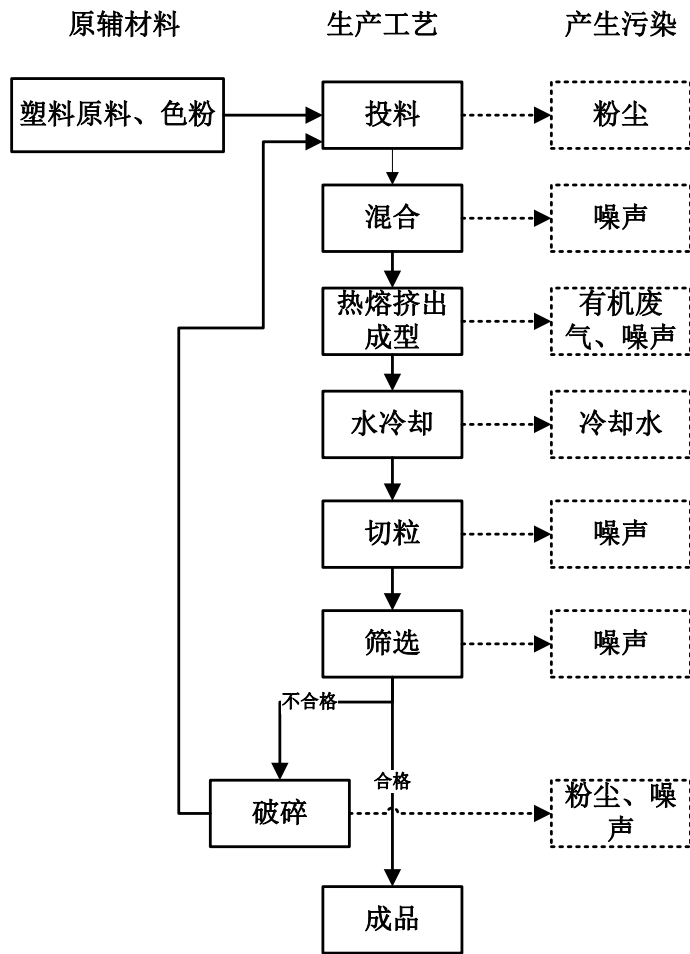 原辅材料
生产工艺
产生污染
塑料原料、色粉
投料
粉尘
混合
噪声
热熔挤出
成型
有机废
气、噪声
水冷却
冷却水
切粒
噪声
筛选
噪声
不合格
合格
破碎
粉尘、噪
声
成品